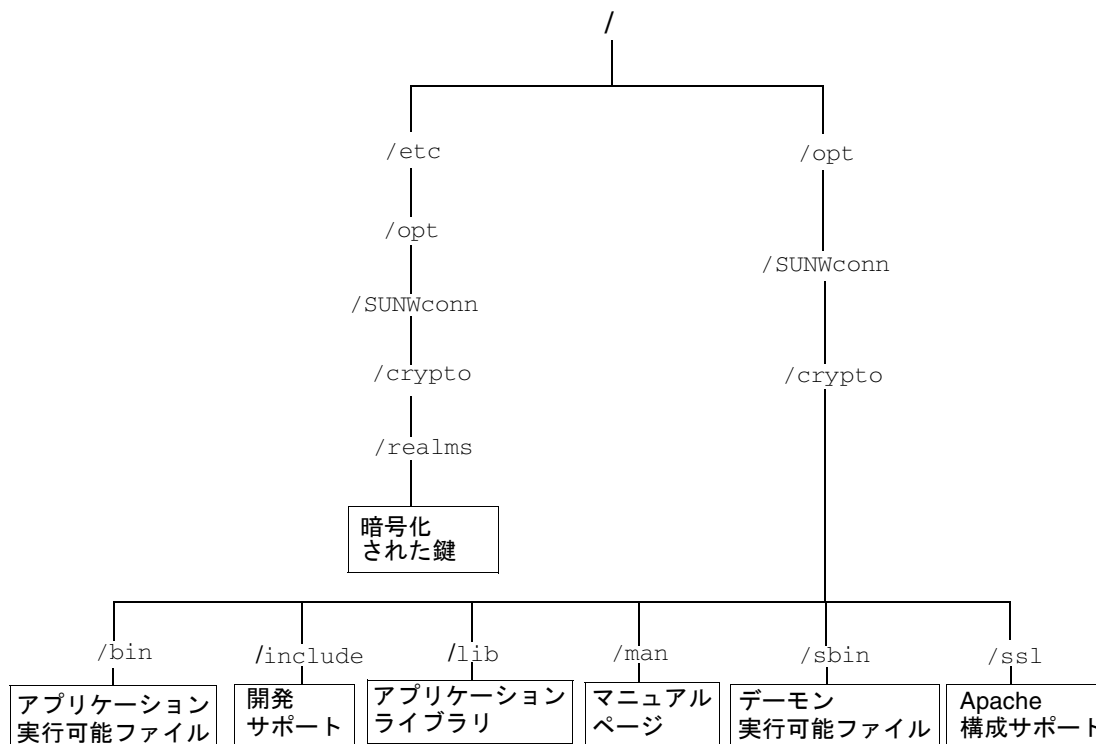 /
/etc
/opt
/opt
/SUNWconn
/SUNWconn
/crypto
/crypto
/realms
暗号化
された鍵
/bin
/include
/lib
/man
/sbin
/ssl
アプリケーション
実行可能ファイル
開発
サポート
アプリケーション
ライブラリ
マニュアル
ページ
デーモン
実行可能ファイル
Apache
構成サポート